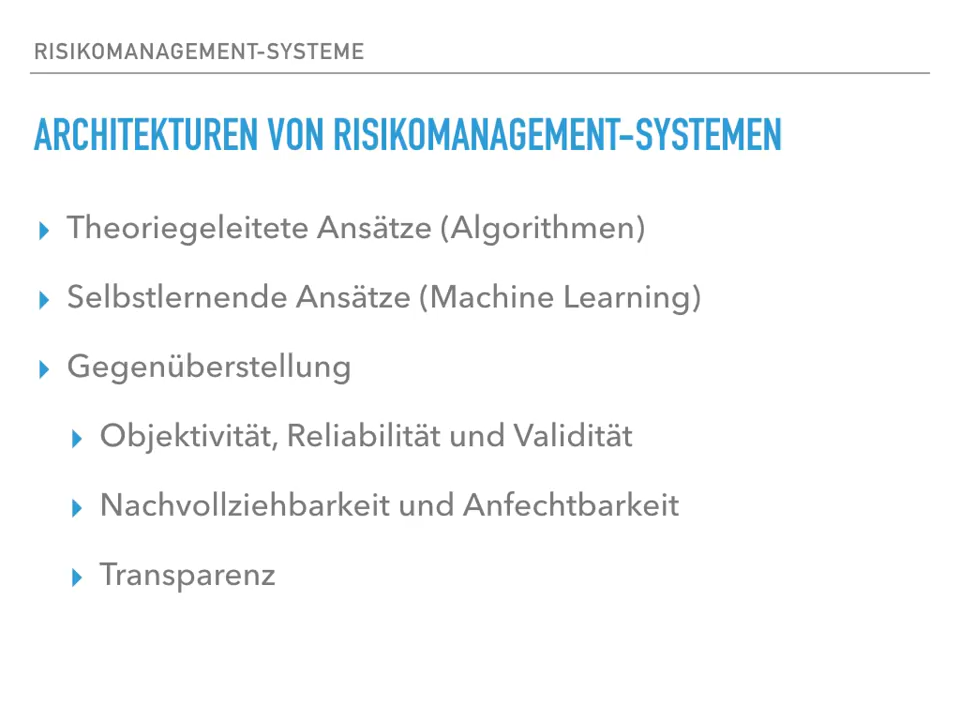 RISIKOMANAGEMENT-SYSTEME
ARCHITEKTUREN VON RISIKOMANAGEMENT-SYSTEMEN
Theoriegeleitete Ansätze (Algorithmen)
Selbstlernende Ansätze (Machine Learning)
Gegenüberstellung
Objektivität, Reliabilität und Validität
Nachvollziehbarkeit und Anfechtbarkeit
Transparenz